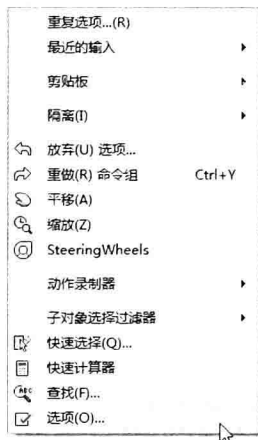 重复选项...(R)
最近的输入
剪贴板
隔离(I)
放弃(U) 选项...
重做(R) 命令组 Ctrl+Y
平移(A)
缩放(Z)
SteeringWheels
动作录制器
子对象选择过滤器
快速选择(Q)...
快速计算器
ABC
查找(F)...
选项(O)...